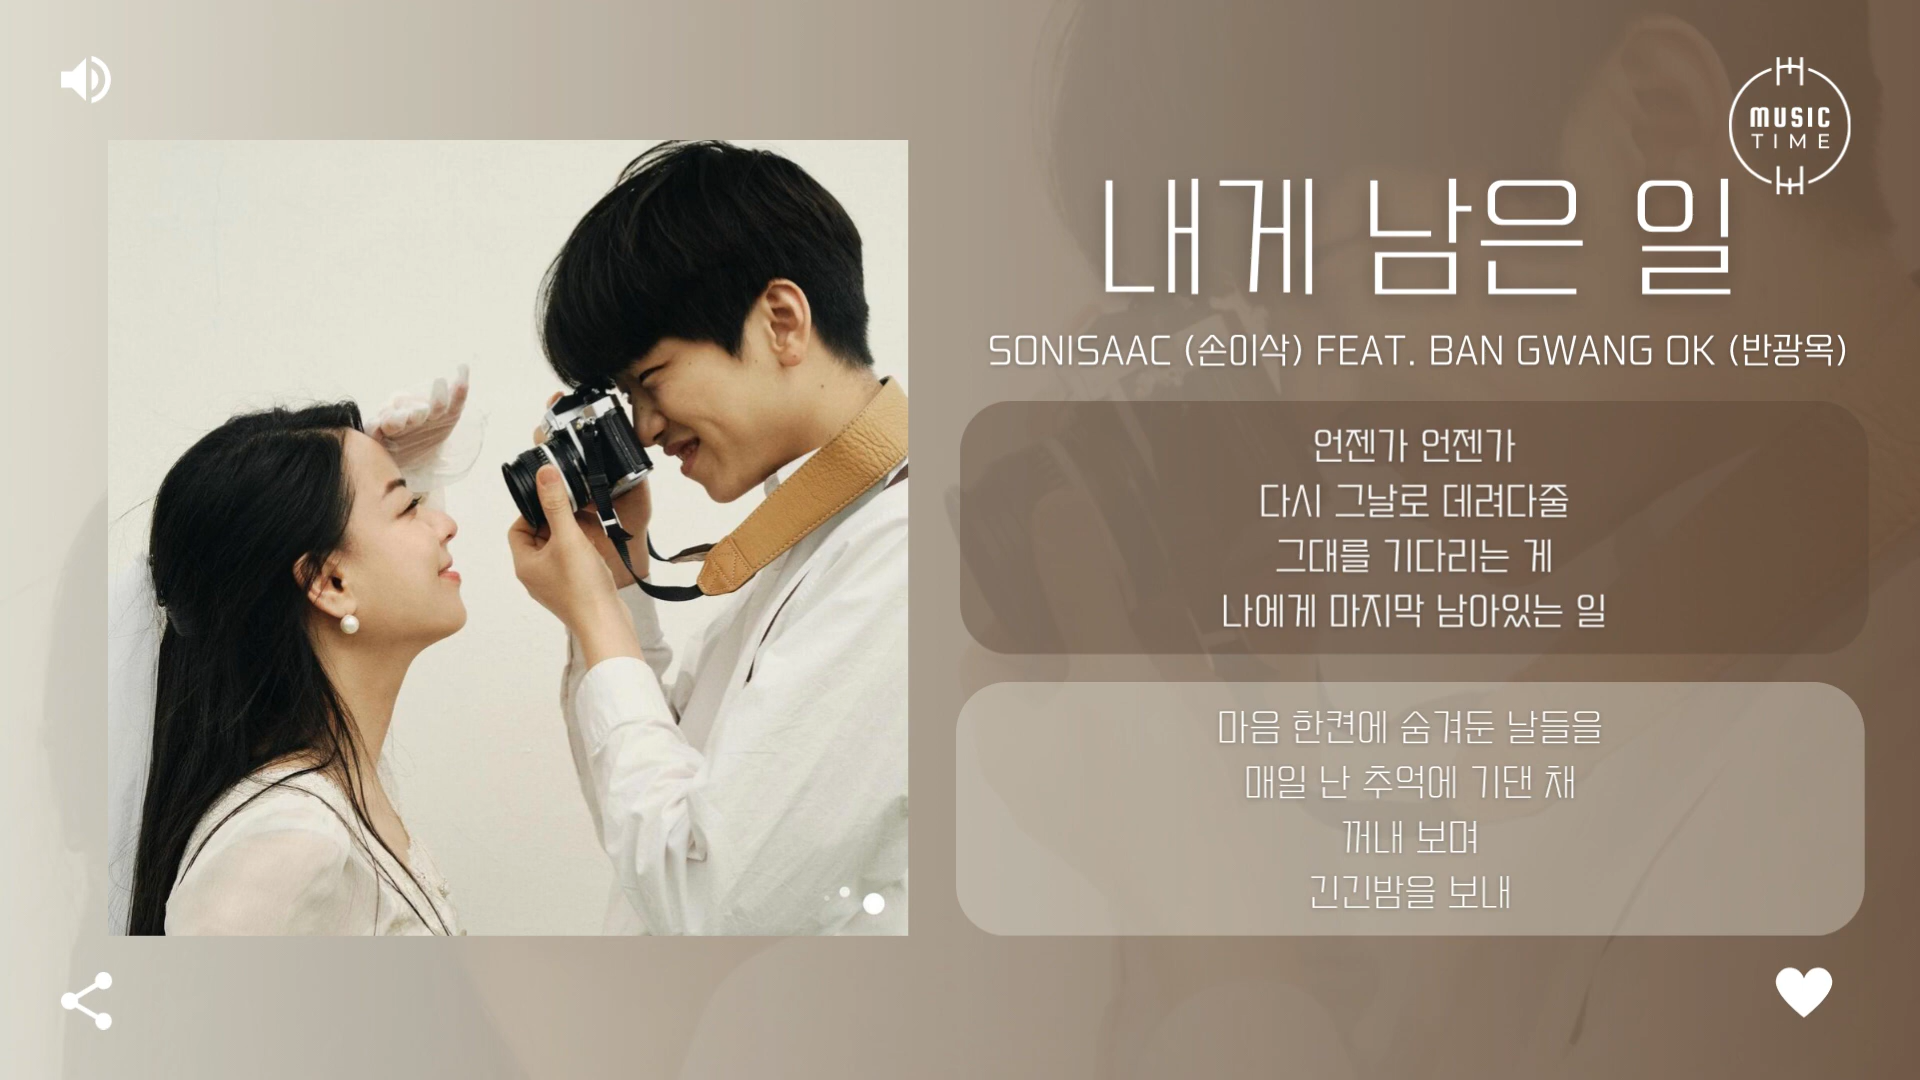 MUSIC
TIME
내게 남은 일
SONISAAC (손이삭) FEAT. BAN GWANG OK (반광옥)
언젠가 언젠가
다시 그날로 데려다줄
그대를 기다리는 게
나에게 마지막 남아있는 일
마음 한켠에 숨겨둔 날들을
매일 난 추억에 기댄 채
꺼내 보며
긴긴밤을 보내